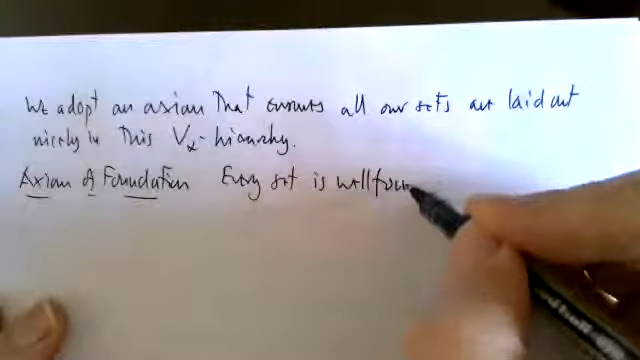 We adopt an axiom that ensures all our sets are laid out
nicely in this Vα-hierarchy.
Axiom of Foundation Every set is wellfoun